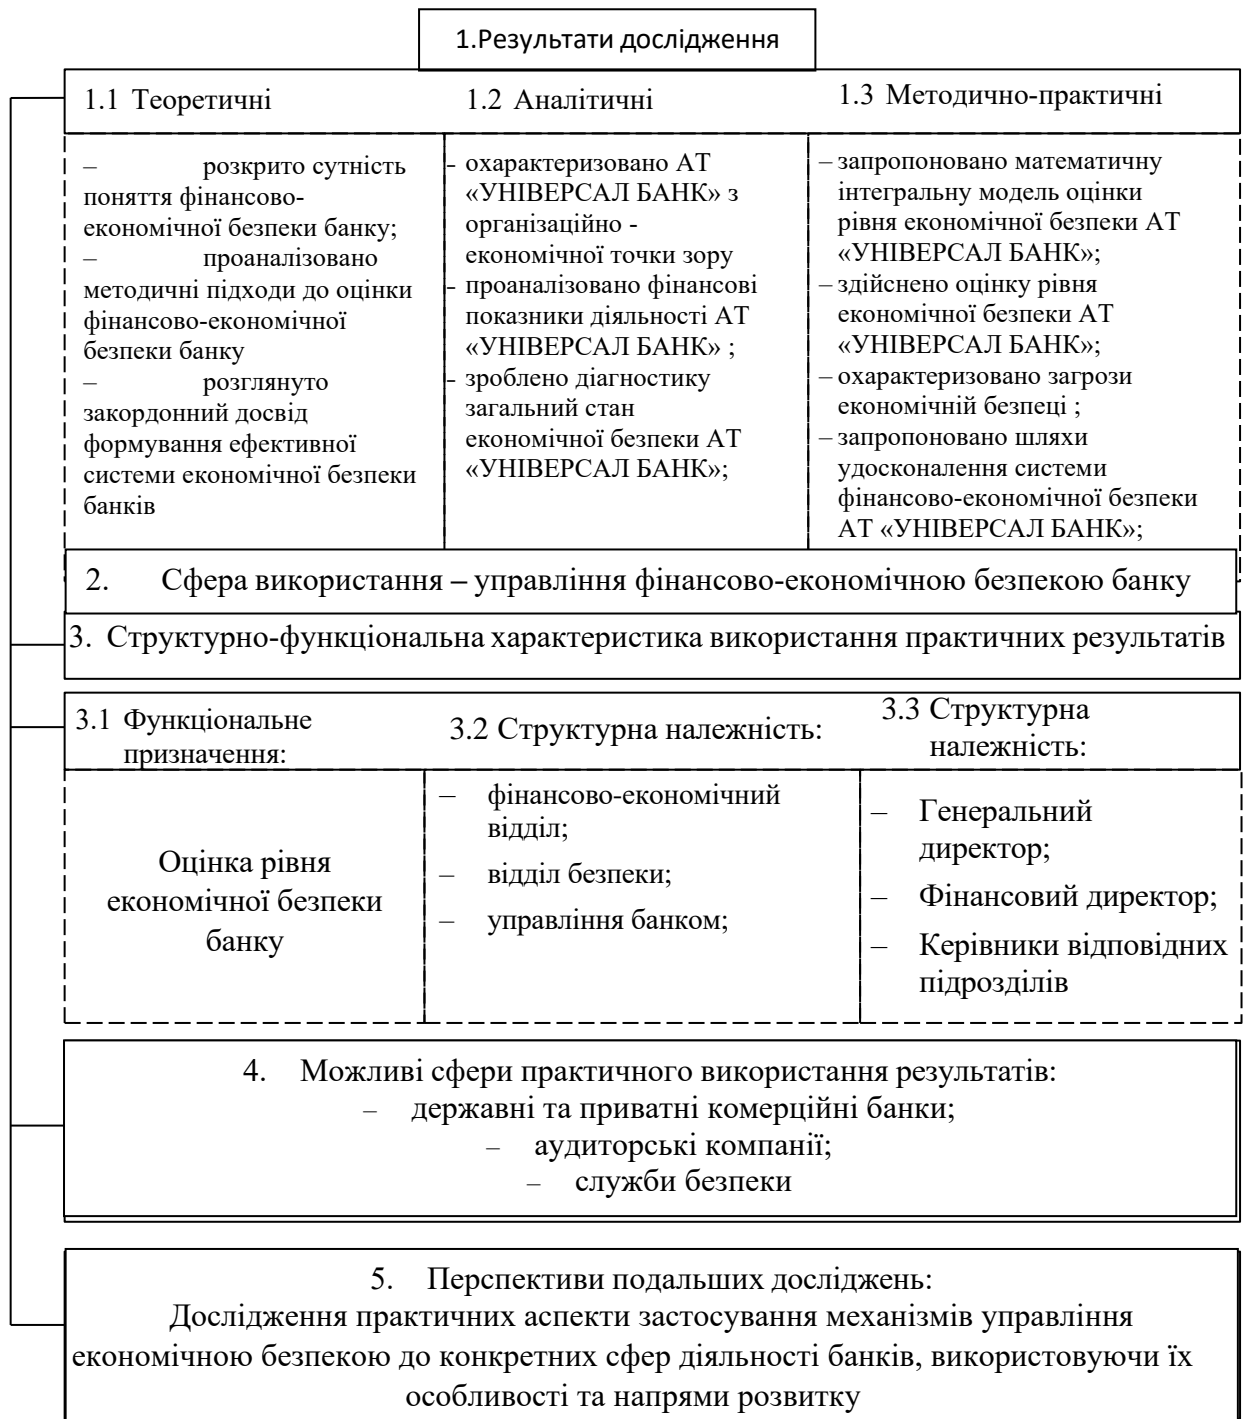 1.Результати дослідження
1.1 Теоретичні
1.2 Аналітичні
1.3 Методично-практичні
– розкрито сутність
поняття фінансово-
економічної безпеки банку;
– проаналізовано
методичні підходи до оцінки
фінансово-економічної
безпеки банку
– розглянуто
закордонний досвід
формування ефективної
системи економічної безпеки
банків
- охарактеризовано АТ
«УНІВЕРСАЛ БАНК» з
організаційно -
економічної точки зору
- проаналізовано фінансові
показники діяльності АТ
«УНІВЕРСАЛ БАНК» ;
- зроблено діагностику
загальний стан
економічної безпеки АТ
«УНІВЕРСАЛ БАНК»;
– запропоновано математичну
інтегральну модель оцінки
рівня економічної безпеки АТ
«УНІВЕРСАЛ БАНК»;
– здійснено оцінку рівня
економічної безпеки АТ
«УНІВЕРСАЛ БАНК»;
– охарактеризовано загрози
економічній безпеці ;
– запропоновано шляхи
удосконалення системи
фінансово-економічної безпеки
АТ «УНІВЕРСАЛ БАНК»;
2. Сфера використання – управління фінансово-економічною безпекою банку
3. Структурно-функціональна характеристика використання практичних результатів
3.1 Функціональне
призначення:
3.2 Структурна належність:
3.3 Структурна
належність:
Оцінка рівня
економічної безпеки
банку
– фінансово-економічний
відділ;
– відділ безпеки;
– управління банком;
– Генеральний
директор;
– Фінансовий директор;
– Керівники відповідних
підрозділів
4. Можливі сфери практичного використання результатів:
– державні та приватні комерційні банки;
– аудиторські компанії;
– служби безпеки
5. Перспективи подальших досліджень:
Дослідження практичних аспекти застосування механізмів управління
економічною безпекою до конкретних сфер діяльності банків, використовуючи їх
особливості та напрями розвитку